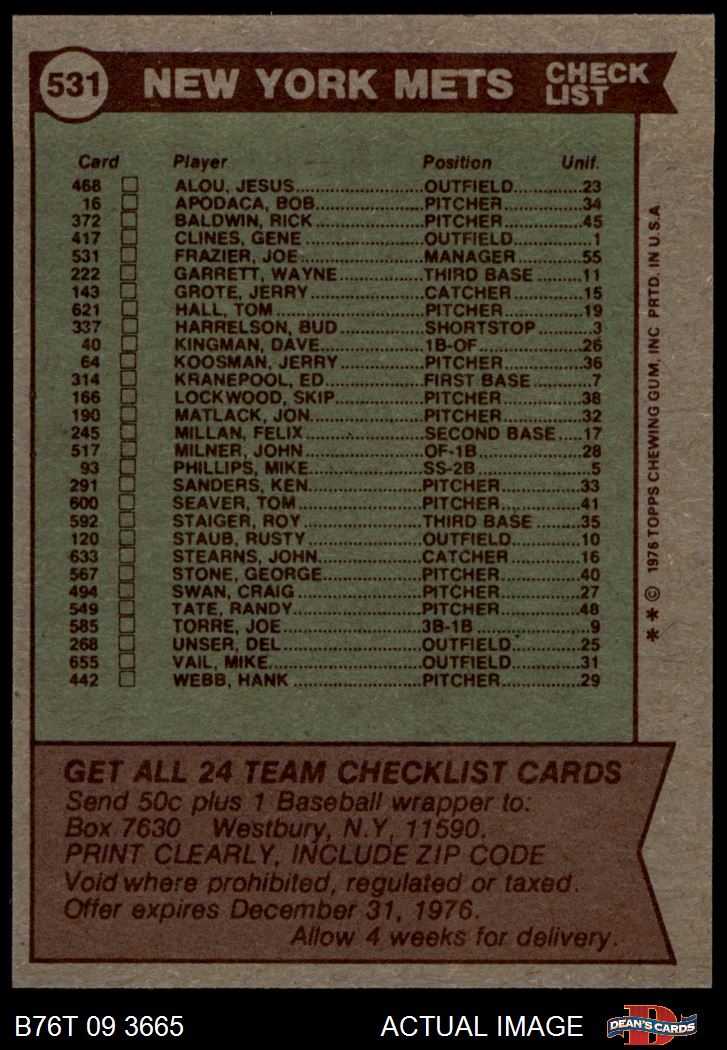 531 NEW YORK METS CHECK LIST
Card Player Position Unif.
468 ALOU, JESUS OUTFIELD 23
16 APODACA, BOB PITCHER 34
372 BALDWIN, RICK PITCHER 45
417 CLINES, GENE OUTFIELD 1
531 FRAZIER, JOE MANAGER 55
222 GARRETT, WAYNE THIRD BASE 11
143 GROTE, JERRY CATCHER 15
621 HALL, TOM PITCHER 19
337 HARRELSON, BUD SHORTSTOP 3
40 KINGMAN, DAVE 1B-OF 26
64 KOOSMAN, JERRY PITCHER 36
314 KRANEPOOL, ED FIRST BASE 7
166 LOCKWOOD, SKIP PITCHER 38
190 MATLACK, JON PITCHER 32
245 MILLAN, FELIX SECOND BASE 17
517 MILNER, JOHN OF-1B 28
93 PHILLIPS, MIKE SS-2B 5
291 SANDERS, KEN PITCHER 33
600 SEAVER, TOM PITCHER 41
592 STAIGER, ROY THIRD BASE 35
120 STAUB, RUSTY OUTFIELD 10
633 STEARNS, JOHN CATCHER 16
567 STONE, GEORGE PITCHER 40
494 SWAN, CRAIG PITCHER 27
549 TATE, RANDY PITCHER 48
585 TORRE, JOE 3B-1B 9
268 UNSER, DEL OUTFIELD 25
655 VAIL, MIKE OUTFIELD 31
442 WEBB, HANK PITCHER 29
** © 1976 TOPPS CHEWING GUM, INC PRTD. IN U.S.A
GET ALL 24 TEAM CHECKLIST CARDS
Send 50c plus 1 Baseball wrapper to:
Box 7630 Westbury, N.Y, 11590.
PRINT CLEARLY, INCLUDE ZIP CODE
Void where prohibited, regulated or taxed.
Offer expires December 31, 1976.
Allow 4 weeks for delivery.
B76T 09 3665 ACTUAL IMAGE D DEAN'S CARDS